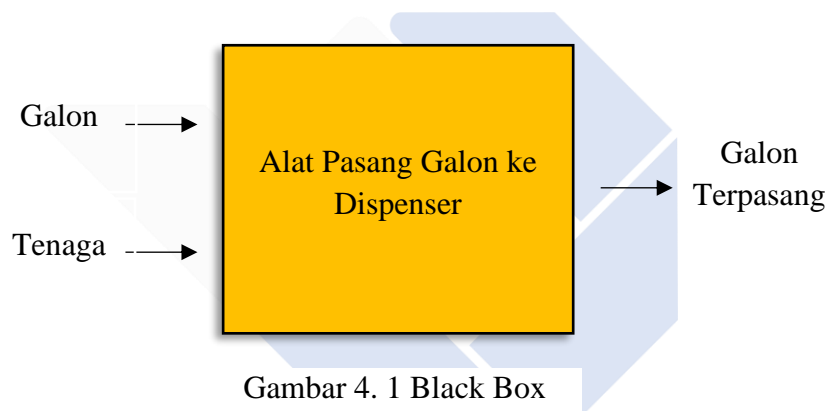 Galon
Tenaga
Alat Pasang Galon ke
Dispenser
Galon
Terpasang
Gambar 4. 1 Black Box